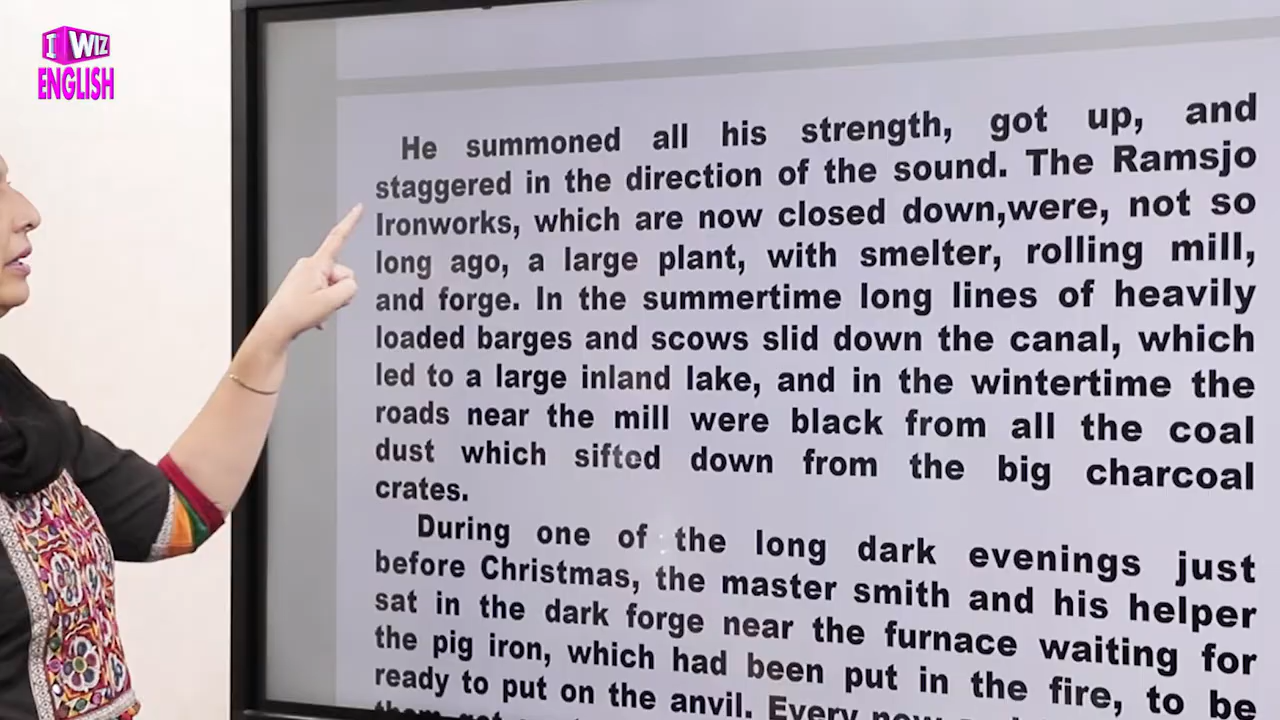 I WIZ
ENGLISH
He summoned all his strength, got up, and
staggered in the direction of the sound. The Ramsjo
Ironworks, which are now closed down,were, not so
long ago, a large plant, with smelter, rolling mill,
and forge. In the summertime long lines of heavily
loaded barges and scows slid down the canal, which
led to a large inland lake, and in the wintertime the
roads near the mill were black from all the coal
dust which sifted down from the big charcoal
crates.
During one of the long dark evenings just
before Christmas, the master smith and his helper
sat in the dark forge near the furnace waiting for
the pig iron, which had been put in the fire, to be
ready to put on the anvil. Every now